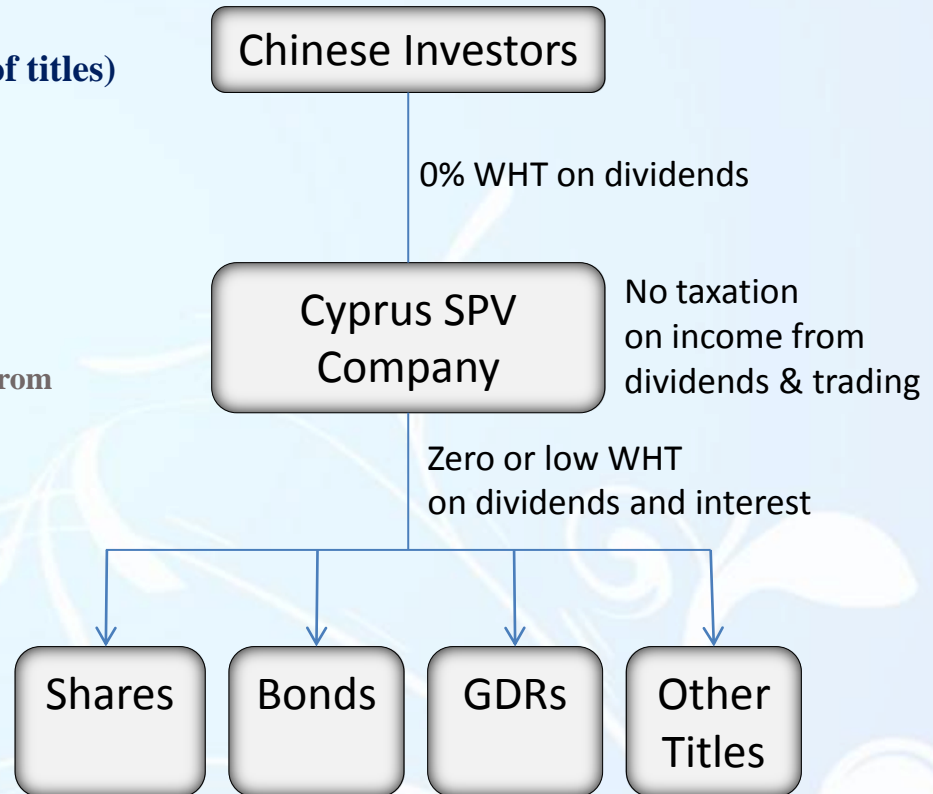 of titles)
Chinese Investors
0% WHT on dividends
Cyprus SPV
Company
No taxation
on income from
dividends & trading
rom
Zero or low WHT
on dividends and interest
Shares
Bonds
GDRs
Other
Titles